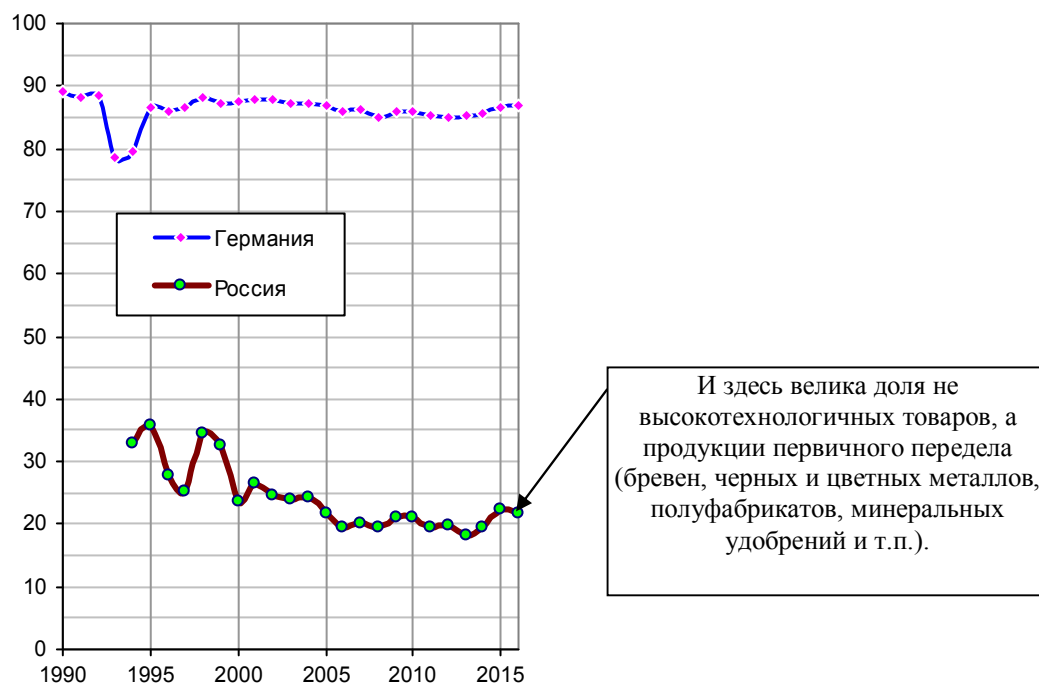 100
90
80
70
60
50
40
30
20
10
0
1990
1995
2000
2005
2010
2015
Германия
Россия
И здесь велика доля не
высокотехнологичных товаров, а
продукции первичного передела
(бревен, черных и цветных металлов,
полуфабрикатов, минеральных
удобрений и т.п.).